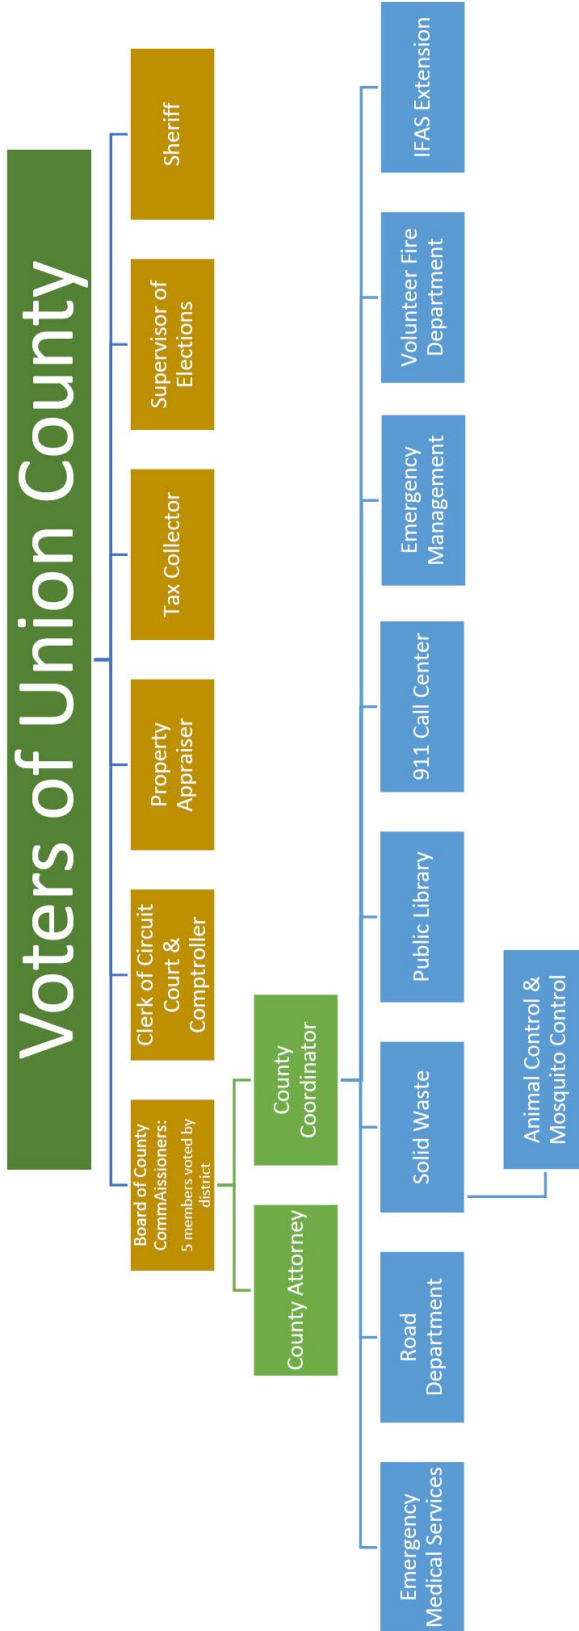 Voters of Union County
Board of County
CommAissioners:
5 members voted by
district
Clerk of Circuit
Court &
Comptroller
Property
Appraiser
Tax Collector
Supervisor of
Elections
Sheriff
County Attorney
County
Coordinator
Emergency
Medical Services
Road
Department
Solid Waste
Public Library
911 Call Center
Emergency
Management
Volunteer Fire
Department
IFAS Extension
Animal Control &
Mosquito Control